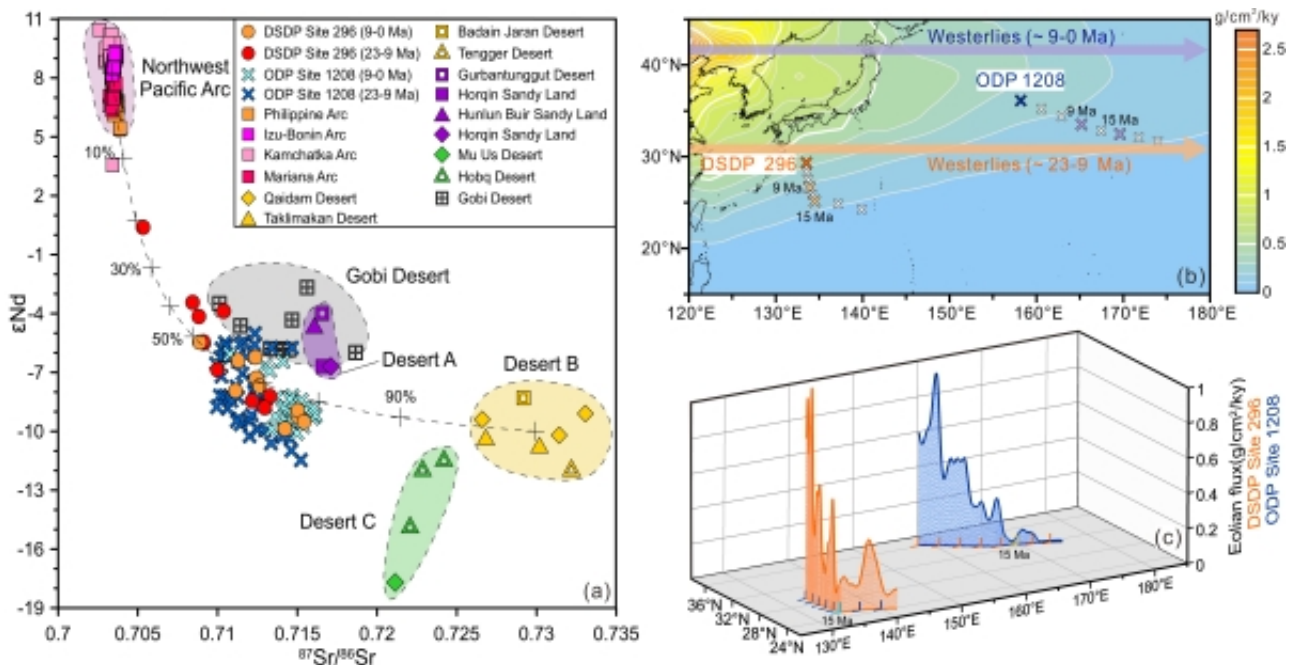 11
8
5
2
-1
-4
-7
-10
-13
-16
-19
εNd
0.7
0.705
0.71
0.715
0.72
0.725
0.73
0.735
⁸⁷Sr/⁸⁶Sr
Northwest
Pacific Arc
10%
30%
50%
90%
DSDP Site 296 (9-0 Ma)
DSDP Site 296 (23-9 Ma)
ODP Site 1208 (9-0 Ma)
ODP Site 1208 (23-9 Ma)
Philippine Arc
Izu-Bonin Arc
Kamchatka Arc
Mariana Arc
Qaidam Desert
Taklimakan Desert
Badain Jaran Desert
Tengger Desert
Gurbantunggut Desert
Horqin Sandy Land
Hunlun Buir Sandy Land
Horqin Sandy Land
Mu Us Desert
Hobq Desert
Gobi Desert
Gobi Desert
Desert A
Desert B
Desert C
(a)
g/cm²/ky
Westerlies (~ 9-0 Ma)
ODP 1208
9 Ma
15 Ma
DSDP 296
Westerlies (~ 23-9 Ma)
9 Ma
15 Ma
(b)
40°N
30°N
20°N
120°E
130°E
140°E
150°E
160°E
170°E
180°E
2.5
2
1.5
1
0.5
0
1
0.8
0.6
0.4
0.2
0
Eolian flux(g/cm²/ky)
DSDP Site 296
ODP Site 1208
(c)
15 Ma
15 Ma
36°N
32°N
28°N
24°N
130°E
140°E
150°E
160°E
170°E
180°E